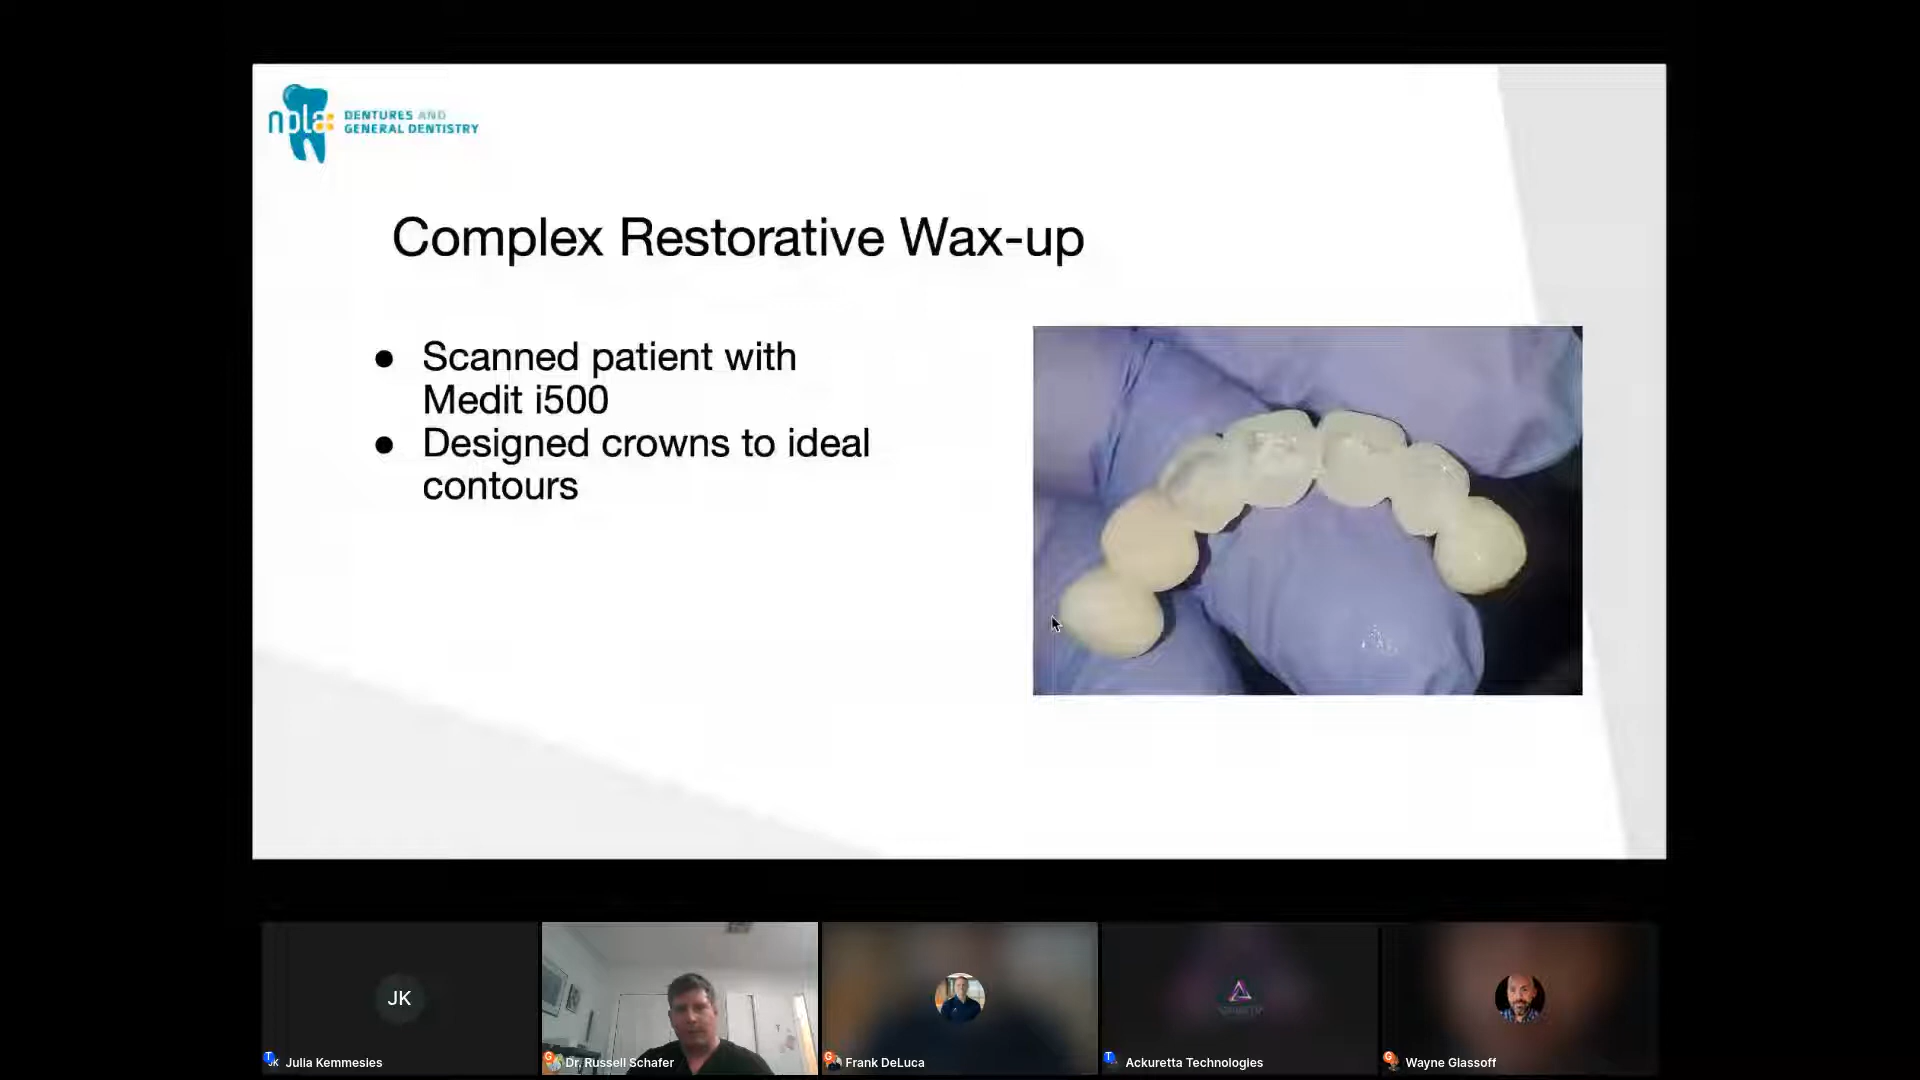 npla:
DENTURES AND
GENERAL DENTISTRY
Complex Restorative Wax-up
● Scanned patient with
Medit i500
● Designed crowns to ideal
contours
JK
Julia Kemmesies
Dr. Russell Schafer
Frank DeLuca
Ackuretta Technologies
Wayne Glassoff